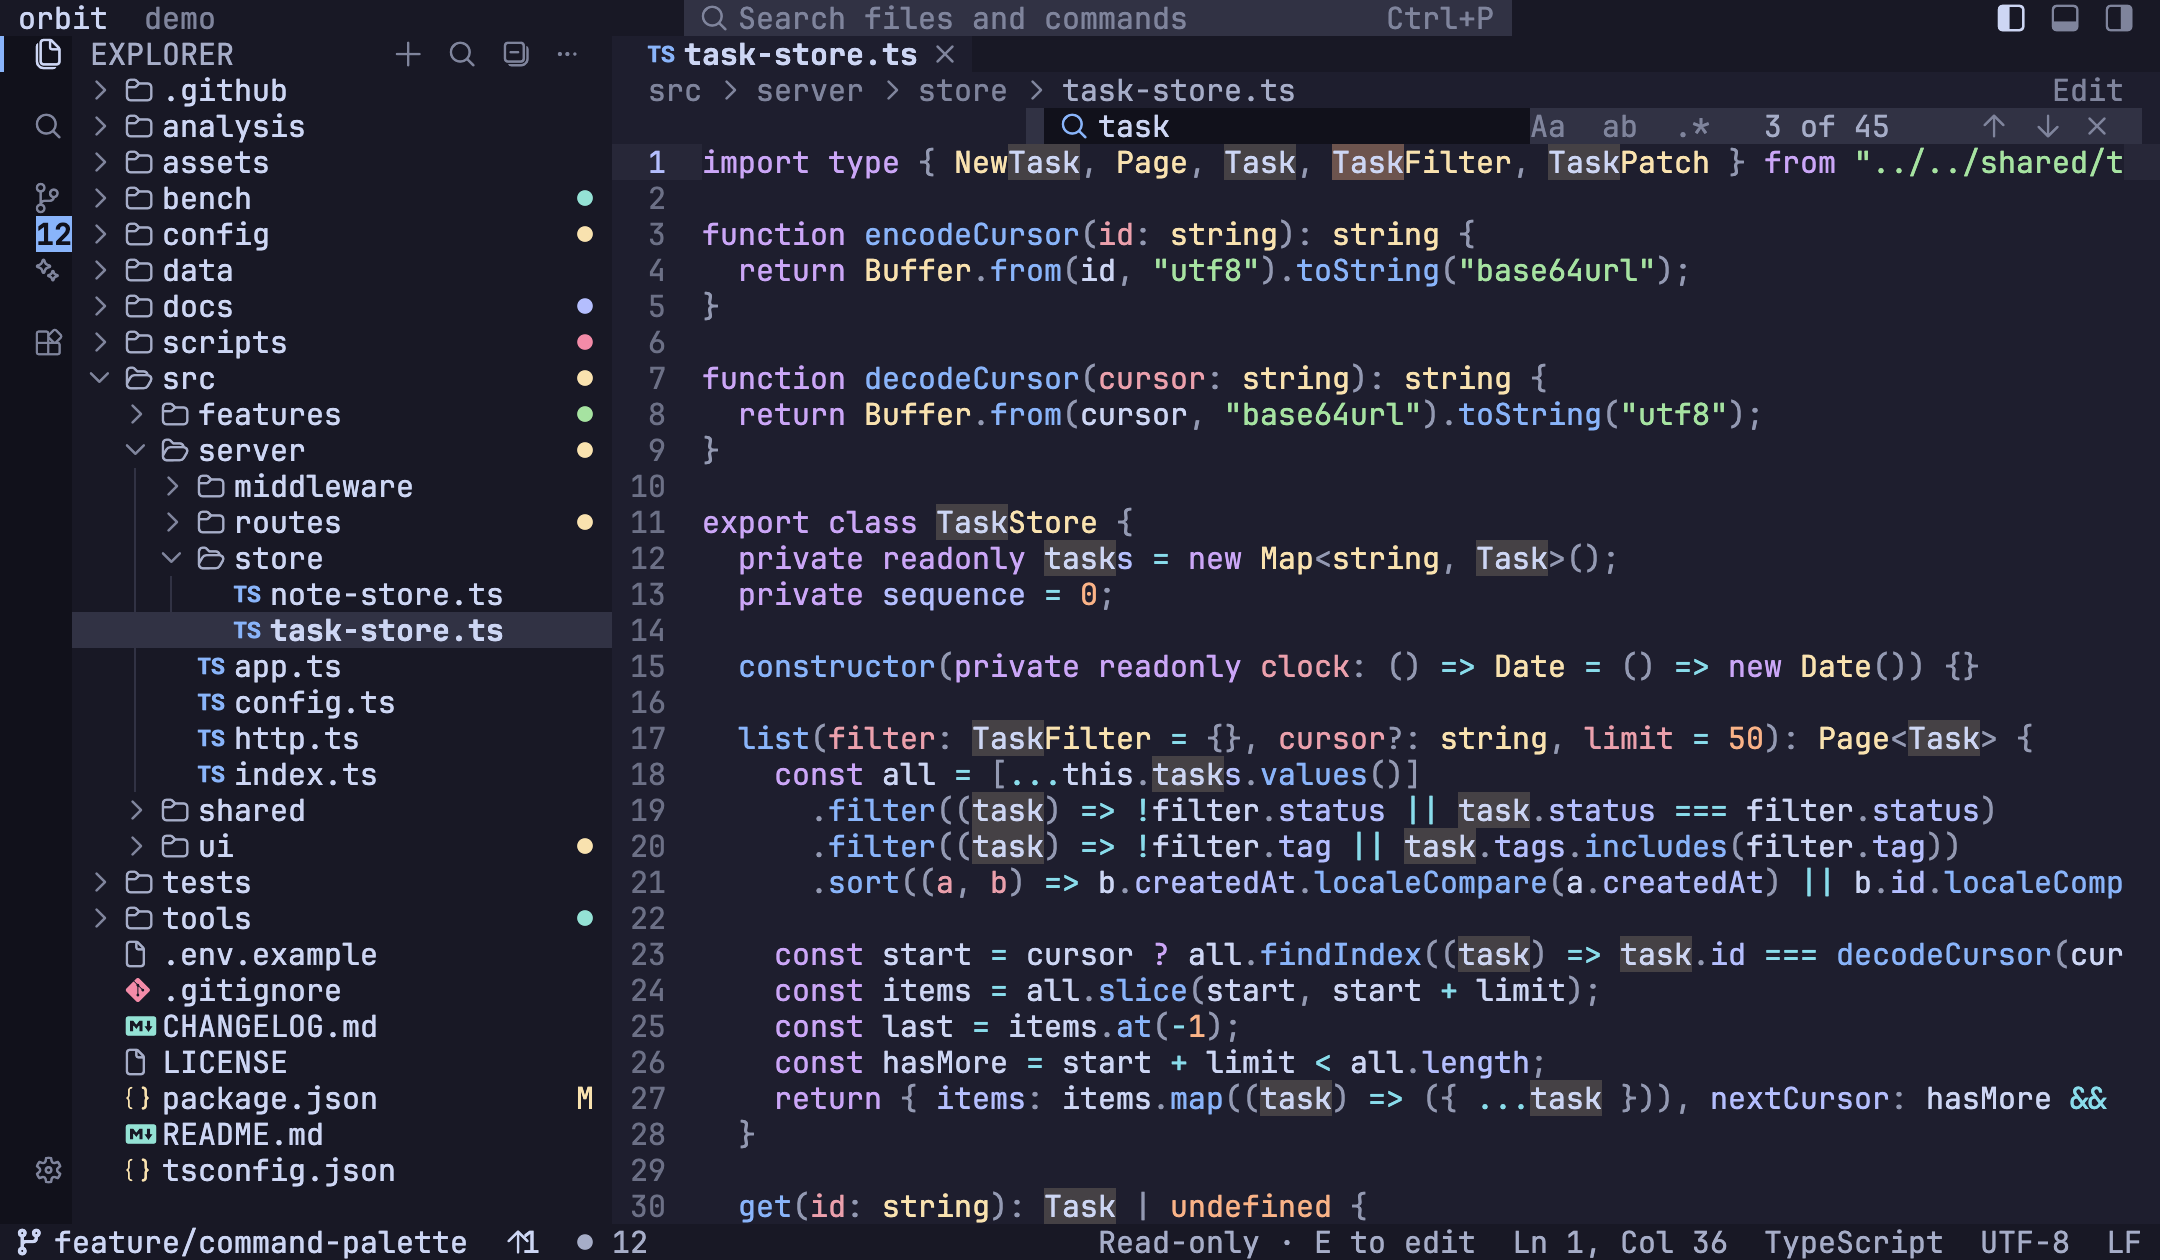 orbit demo Search files and commands Ctrl+P
EXPLORER
.github
analysis
assets
bench
12
config
data
docs
scripts
src
features
server
middleware
routes
store
TS note-store.ts
TS task-store.ts
TS app.ts
TS config.ts
TS http.ts
TS index.ts
shared
ui
tests
tools
.env.example
.gitignore
CHANGELOG.md
LICENSE
{} package.json M
README.md
{} tsconfig.json
TS task-store.ts
src > server > store > task-store.ts Edit
task Aa ab .* 3 of 45
1 import type { NewTask, Page, Task, TaskFilter, TaskPatch } from "../../shared/t
2
3 function encodeCursor(id: string): string {
4 return Buffer.from(id, "utf8").toString("base64url");
5 }
6
7 function decodeCursor(cursor: string): string {
8 return Buffer.from(cursor, "base64url").toString("utf8");
9 }
10
11 export class TaskStore {
12 private readonly tasks = new Map<string, Task>();
13 private sequence = 0;
14
15 constructor(private readonly clock: () => Date = () => new Date()) {}
16
17 list(filter: TaskFilter = {}, cursor?: string, limit = 50): Page<Task> {
18 const all = [...this.tasks.values()]
19 .filter((task) => !filter.status || task.status === filter.status)
20 .filter((task) => !filter.tag || task.tags.includes(filter.tag))
21 .sort((a, b) => b.createdAt.localeCompare(a.createdAt) || b.id.localeComp
22
23 const start = cursor ? all.findIndex((task) => task.id === decodeCursor(cur
24 const items = all.slice(start, start + limit);
25 const last = items.at(-1);
26 const hasMore = start + limit < all.length;
27 return { items: items.map((task) => ({ ...task })), nextCursor: hasMore &&
28 }
29
30 get(id: string): Task | undefined {
feature/command-palette ↑1 ● 12 Read-only · E to edit Ln 1, Col 36 TypeScript UTF-8 LF